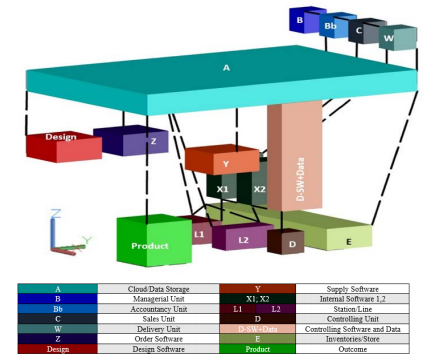 B
Bb
C
W
A
Design
Z
Y
X1
X2
D-SW+Data
Product
L1
L2
D
E
Z
Y
A Cloud/Data Storage Y Supply Software
B Managerial Unit X1; X2 Internal Software 1,2
Bb Accountancy Unit L1 L2 Station/Line
C Sales Unit D Controlling Unit
W Delivery Unit D-SW+Data Controlling Software and Data
Z Order Software E Inventories/Store
Design Design Software Product Outcome